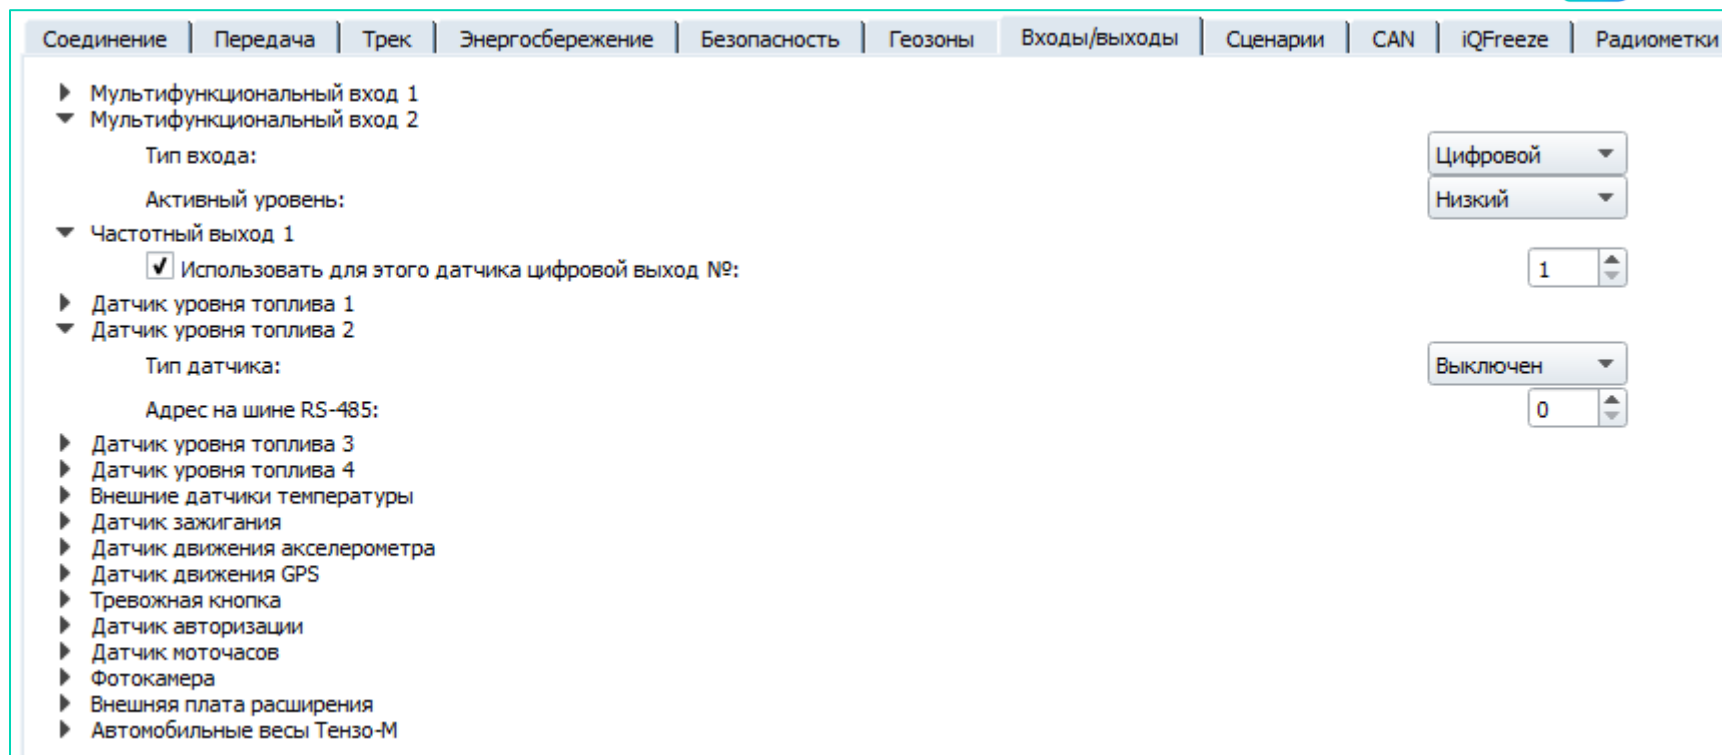 Соединение Передача Трек Энергосбережение Безопасность Геозоны Входы/выходы Сценарии CAN iQFreeze Радиометки
Мультифункциональный вход 1
Мультифункциональный вход 2
Тип входа: Цифровой
Активный уровень: Низкий
Частотный выход 1
Использовать для этого датчика цифровой выход №: 1
Датчик уровня топлива 1
Датчик уровня топлива 2
Тип датчика: Выключен
Адрес на шине RS-485: 0
Датчик уровня топлива 3
Датчик уровня топлива 4
Внешние датчики температуры
Датчик зажигания
Датчик движения акселерометра
Датчик движения GPS
Тревожная кнопка
Датчик авторизации
Датчик моточасов
Фотокамера
Внешняя плата расширения
Автомобильные весы Тензо-М